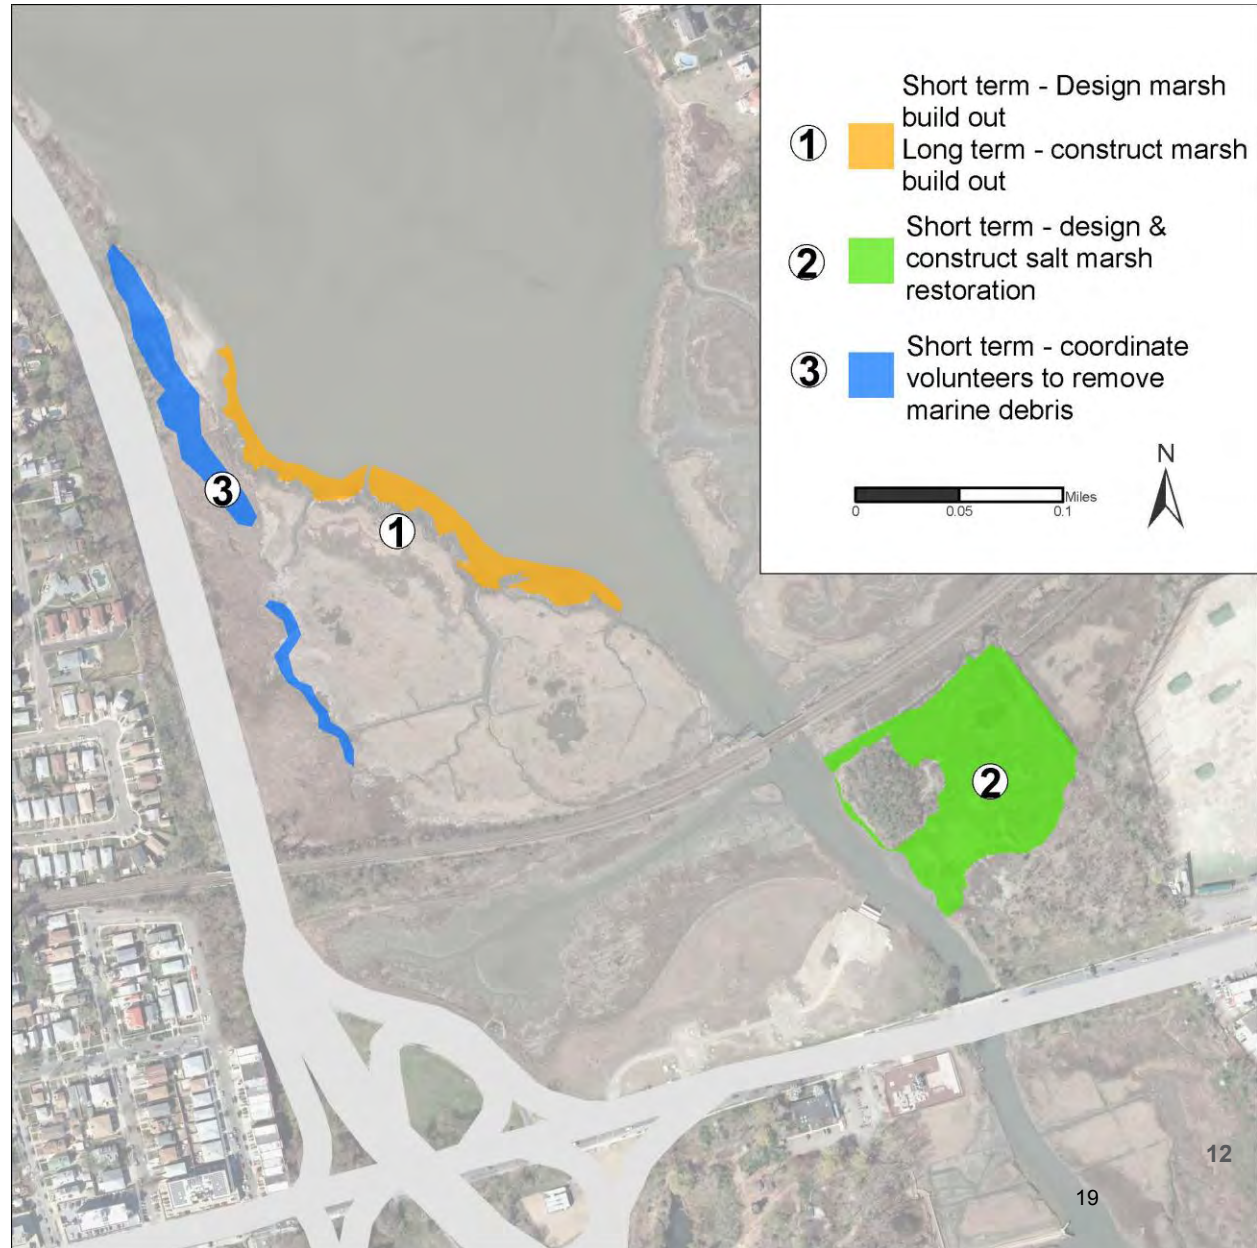 1
Short term - Design marsh
build out
Long term - construct marsh
build out
2
Short term - design &
construct salt marsh
restoration
3
Short term - coordinate
volunteers to remove
marine debris
N
Miles
0 0.05 0.1
3
1
2
12
19